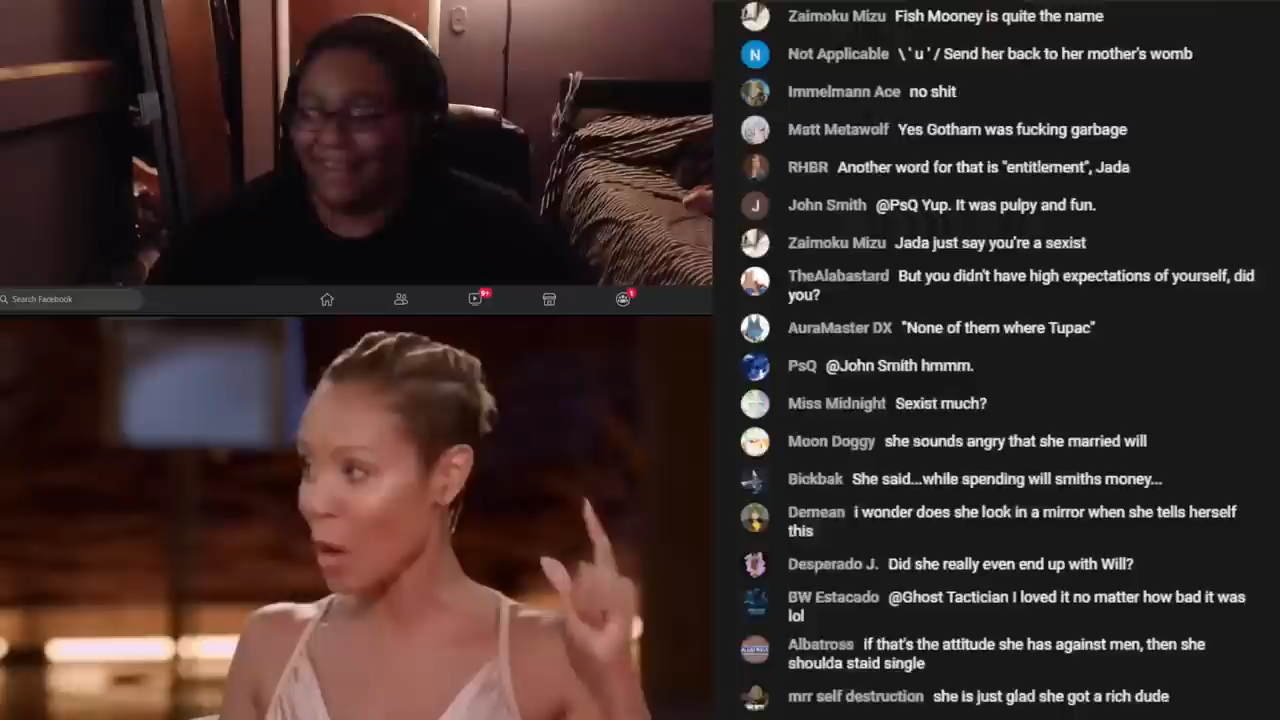 Zaimoku Mizu Fish Mooney is quite the name
Not Applicable \ ' u ' / Send her back to her mother's womb
Immelmann Ace no shit
Matt Metawolf Yes Gotham was fucking garbage
RHBR Another word for that is "entitlement", Jada
John Smith @PsQ Yup. It was pulpy and fun.
Zaimoku Mizu Jada just say you're a sexist
TheAlabastard But you didn't have high expectations of yourself, did
you?
AuraMaster DX "None of them where Tupac"
PsQ @John Smith hmmm.
Miss Midnight Sexist much?
Moon Doggy she sounds angry that she married will
Bickbak She said...while spending will smiths money...
Demean i wonder does she look in a mirror when she tells herself
this
Desperado J. Did she really even end up with Will?
BW Estacado @Ghost Tactician I loved it no matter how bad it was
lol
Albatross if that's the attitude she has against men, then she
shoulda staid single
mrr self destruction she is just glad she got a rich dude
N
J
Search Facebook
9+
1